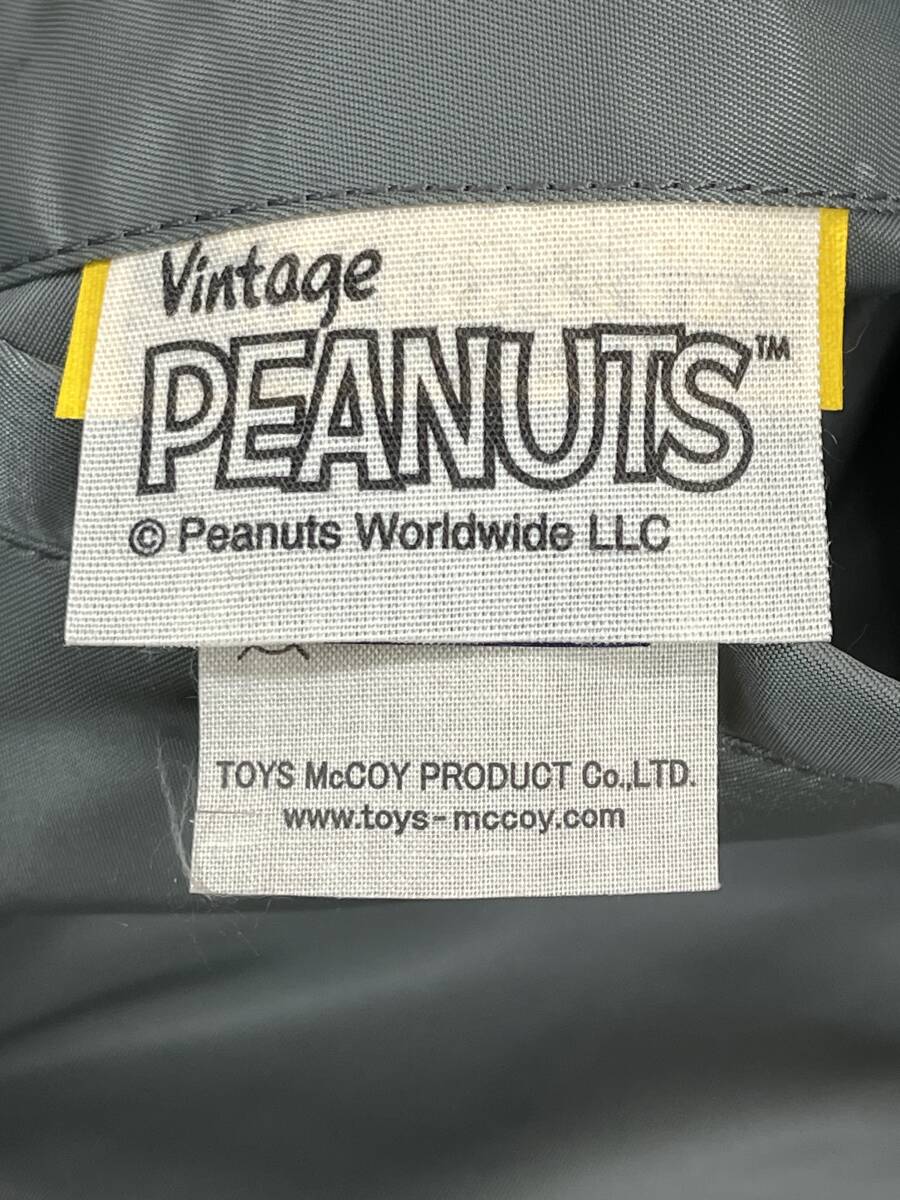 Vintage
PEANUTS™
© Peanuts Worldwide LLC
TOYS McCOY PRODUCT Co.,LTD.
www.toys-mccoy.com